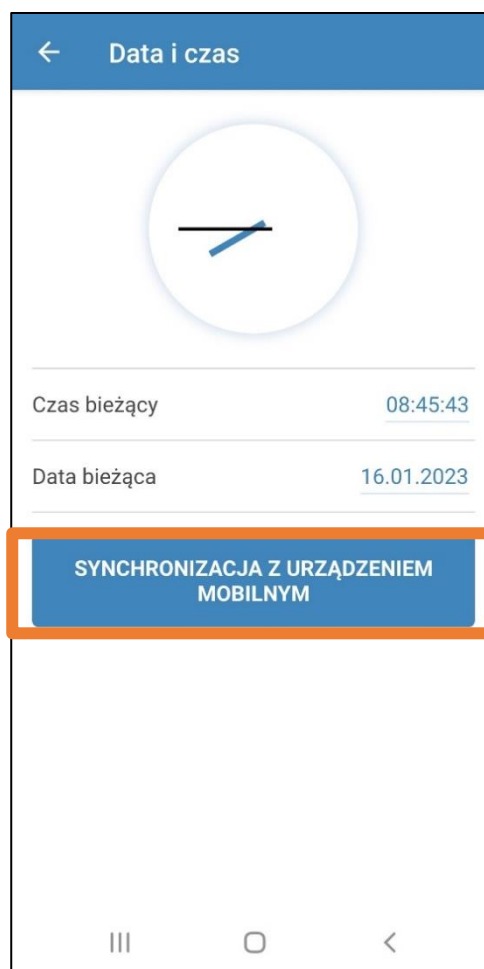 Data i czas
Czas bieżący 08:45:43
Data bieżąca 16.01.2023
SYNCHRONIZACJA Z URZĄDZENIEM
MOBILNYM